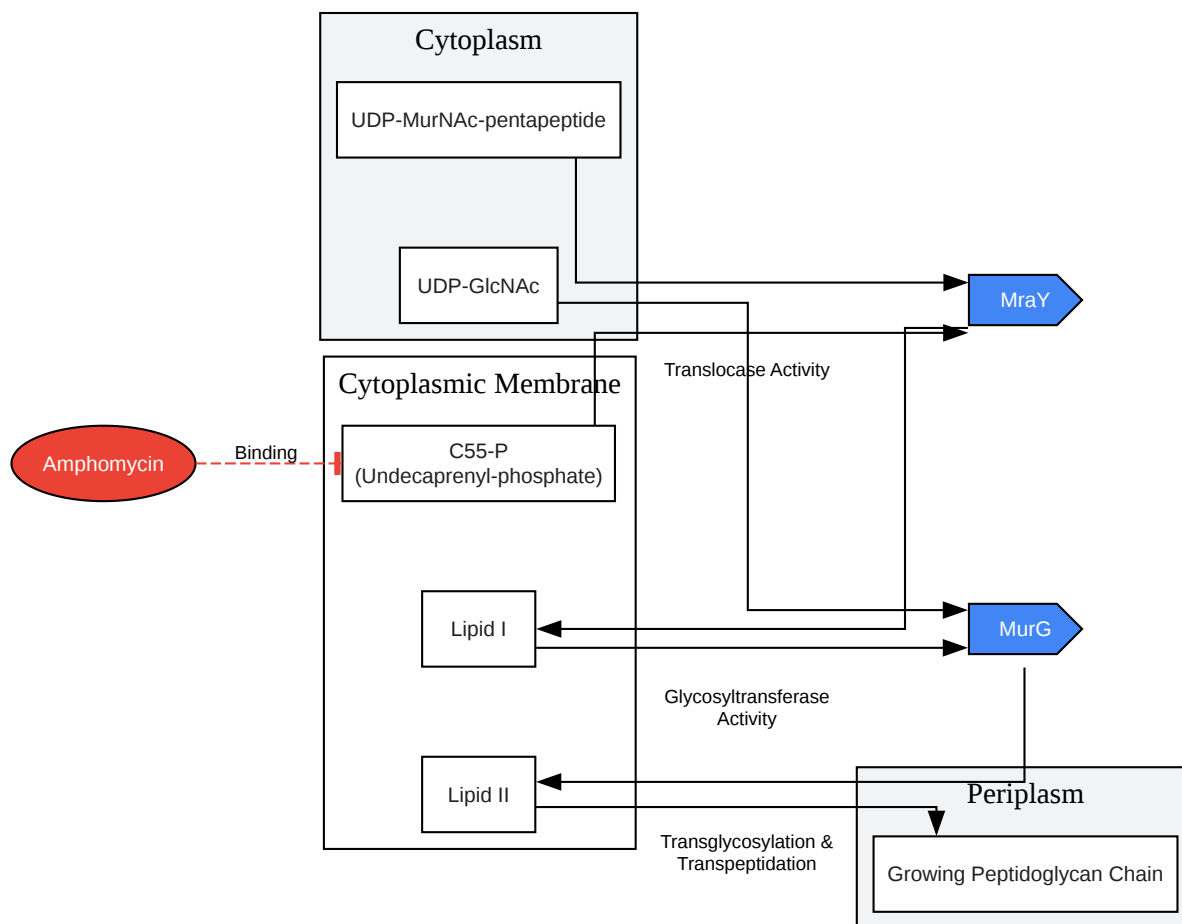 Cytoplasm
UDP-MurNAc-pentapeptide
UDP-GlcNAc
MraY
Translocase Activity
Cytoplasmic Membrane
Amphomycin
Binding
C55-P
(Undecaprenyl-phosphate)
Lipid I
MurG
Glycosyltransferase
Activity
Lipid II
Periplasm
Transglycosylation &
Transpeptidation
Growing Peptidoglycan Chain